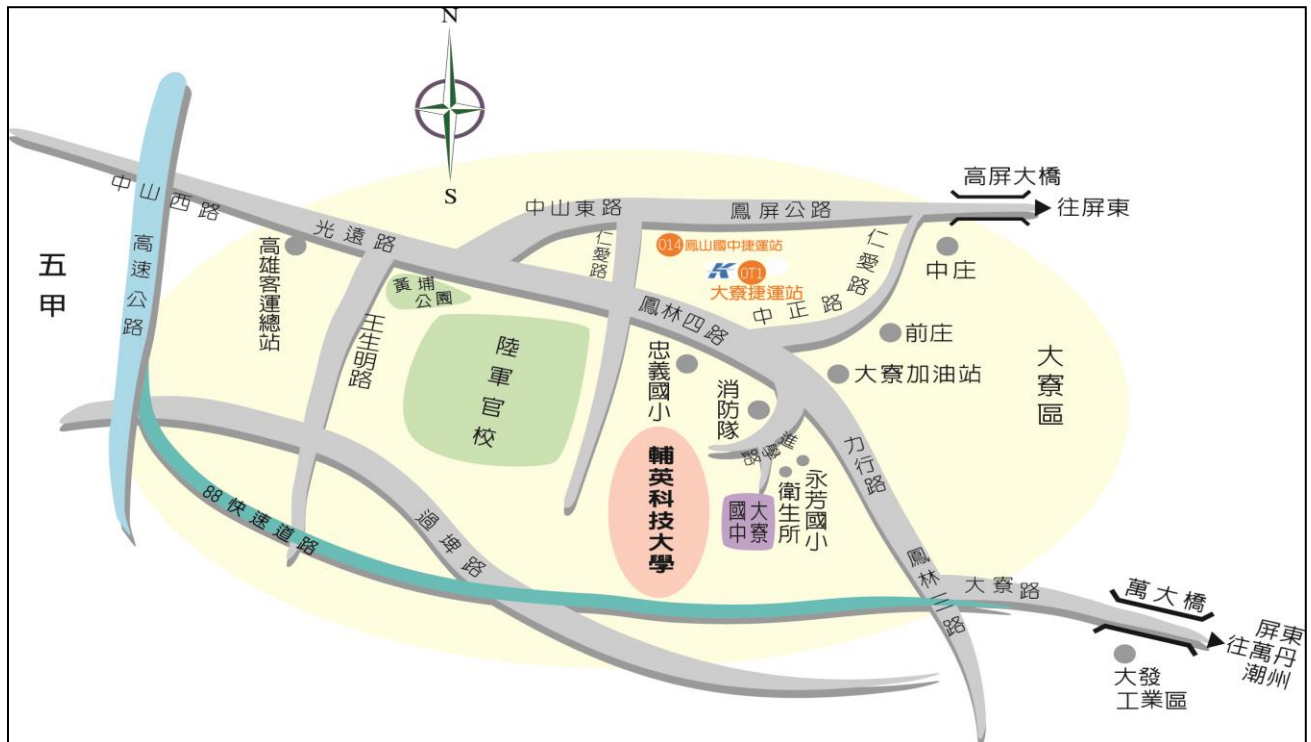 N
S
中山西路
高速公路
五甲
高雄客運總站
光遠路
黃埔
公園
王生明路
陸軍官校
中山東路
仁愛路
鳳屏公路
高屏大橋
往屏東
014 鳳山國中捷運站
K OT1
大寮捷運站
仁愛路
中正路
中庄
前庄
大寮加油站
大寮區
鳳林四路
忠義國小
消防隊
進學路
輔英科技大學
大寮
國中
衛生所
永芳國小
力行路
鳳林三路
88快速道路
過埤路
大寮路
萬大橋
屏東
往萬丹
潮州
大發
工業區